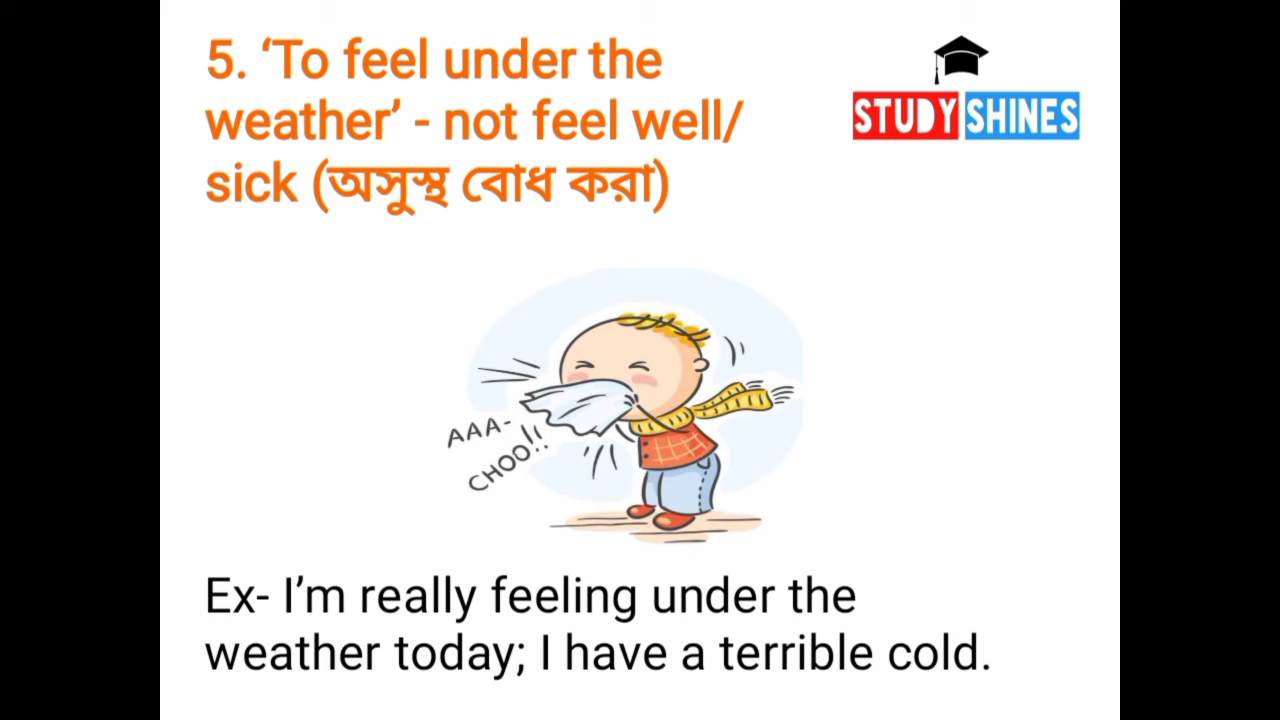 5. ‘To feel under the
weather’ - not feel well/
sick (অসুস্থ বোধ করা)
STUDY SHINES
AAA-
CHOO!!
Ex- I’m really feeling under the
weather today; I have a terrible cold.